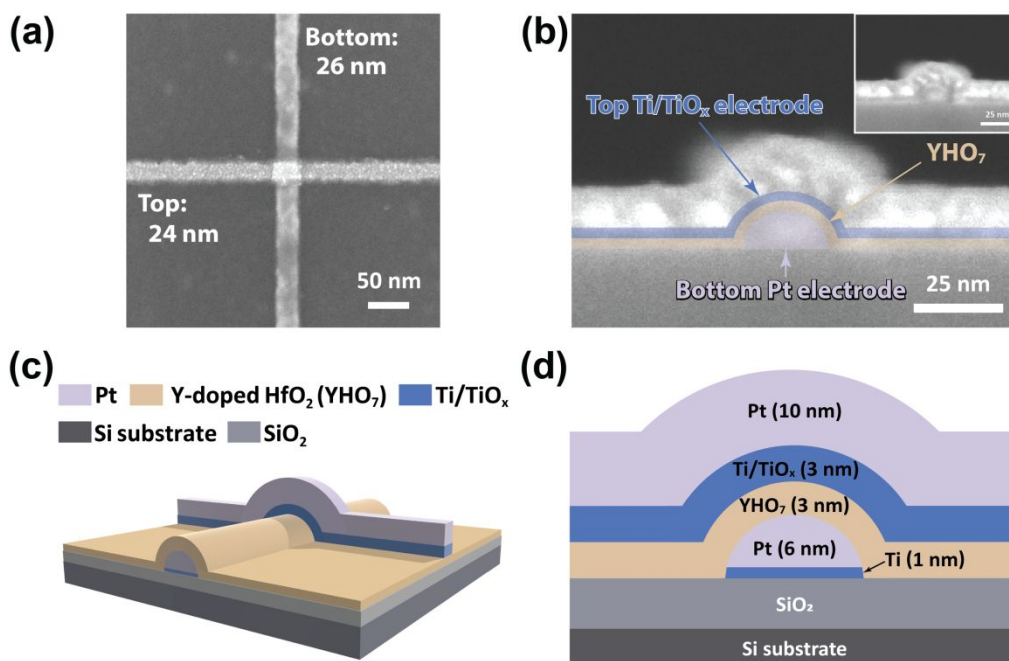 (a)
Bottom:
26 nm
Top:
24 nm
50 nm
(b)
Top Ti/TiOₓ electrode
YHO₇
Bottom Pt electrode
25 nm
25 nm
(c)
Pt
Y-doped HfO₂ (YHO₇)
Ti/TiOₓ
Si substrate
SiO₂
(d)
Pt (10 nm)
Ti/TiOₓ (3 nm)
YHO₇ (3 nm)
Pt (6 nm)
Ti (1 nm)
SiO₂
Si substrate